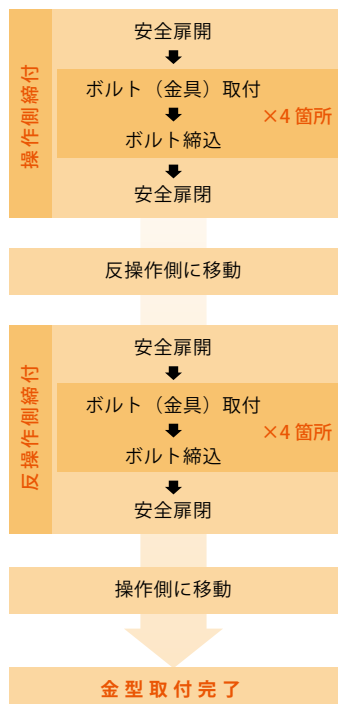 操作側締付
安全扉開
ボルト（金具）取付
×4箇所
ボルト締込
安全扉閉
反操作側に移動
反操作側締付
安全扉開
ボルト（金具）取付
×4箇所
ボルト締込
安全扉閉
操作側に移動
金型取付完了